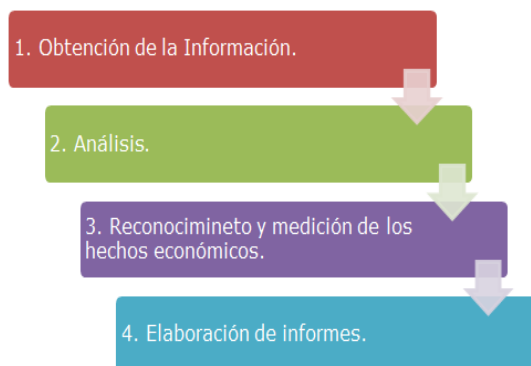 1. Obtención de la Información.
2. Análisis.
3. Reconocimineto y medición de los
hechos económicos.
4. Elaboración de informes.